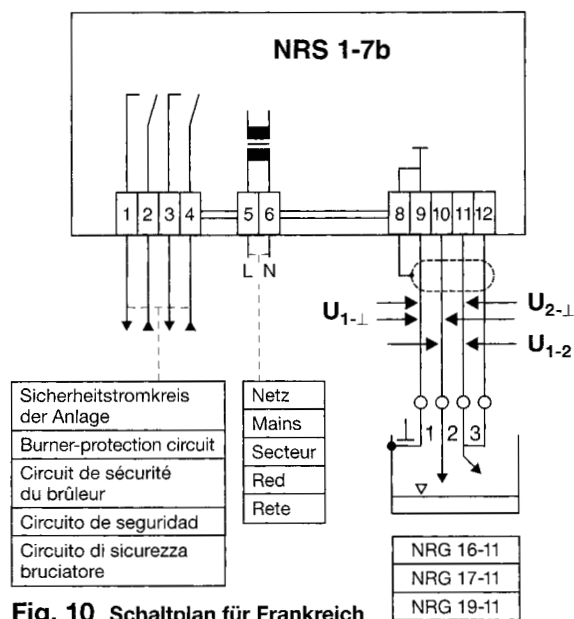 NRS 1-7b
1 2 3 4 5 6 8 9 10 11 12
L N
U1-⊥ U2-⊥
U1-2
1 2 3
Sicherheitstromkreis
der Anlage
Burner-protection circuit
Circuit de sécurité
du brûleur
Circuito de seguridad
Circuito di sicurezza
bruciatore
Netz
Mains
Secteur
Red
Rete
NRG 16-11
NRG 17-11
NRG 19-11
Fig. 10 Schaltplan für Frankreich